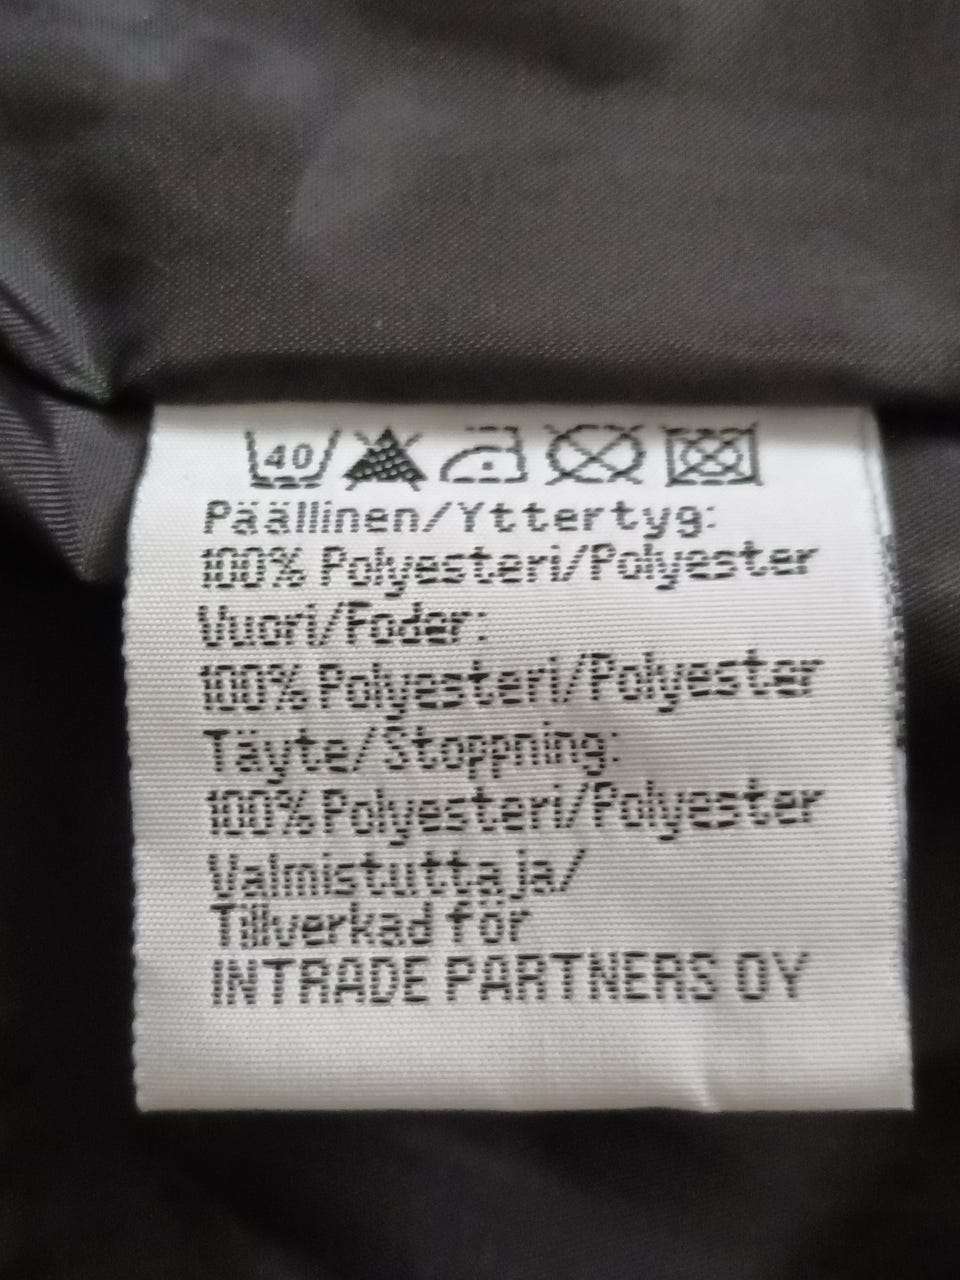 40
Päällinen/Yttertyg:
100% Polyesteri/Polyester
Vuori/Foder:
100% Polyesteri/Polyester
Täyte/Stoppning:
100% Polyesteri/Polyester
Valmistuttaja/
Tillverkad för
INTRADE PARTNERS OY